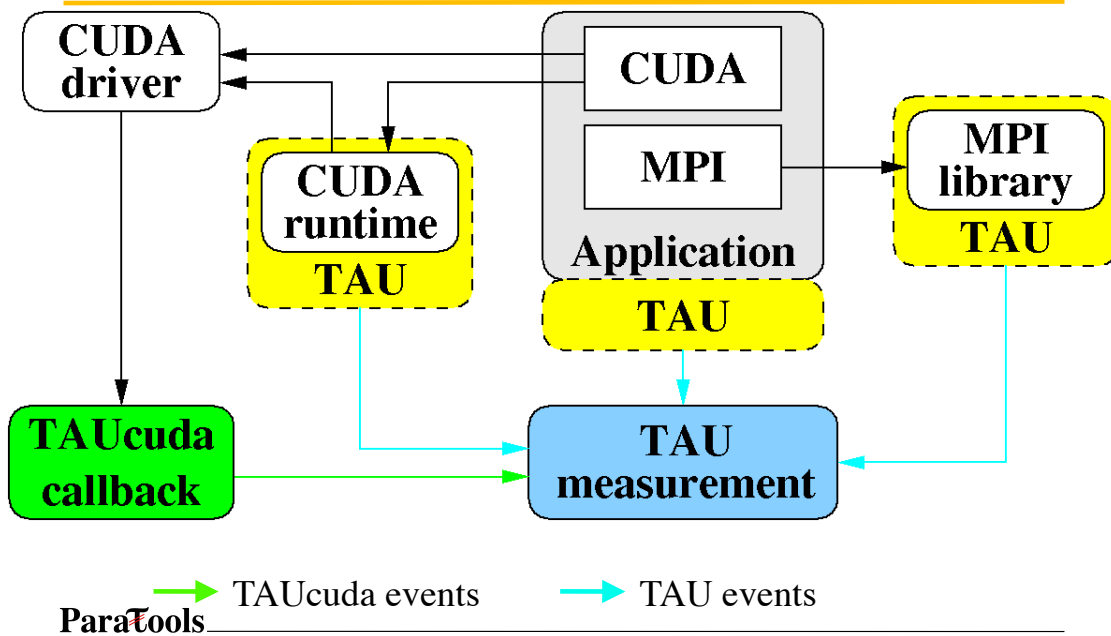 CUDA
driver
CUDA
MPI
Application
TAU
CUDA
runtime
TAU
MPI
library
TAU
TAUcuda
callback
TAU
measurement
TAUcuda events
TAU events
ParaTools